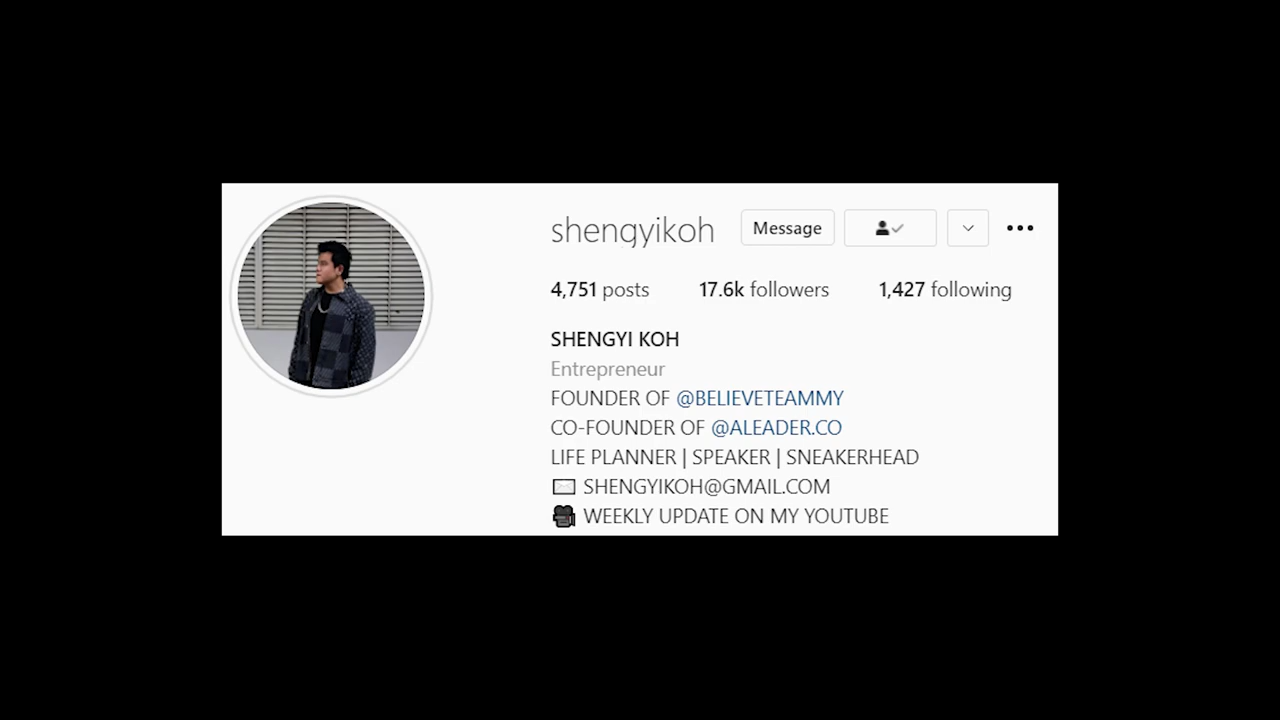 shengyikoh Message
4,751 posts 17.6k followers 1,427 following
SHENGYI KOH
Entrepreneur
FOUNDER OF @BELIEVETEAMMY
CO-FOUNDER OF @ALEADER.CO
LIFE PLANNER | SPEAKER | SNEAKERHEAD
✉️ SHENGYIKOH@GMAIL.COM
🎥 WEEKLY UPDATE ON MY YOUTUBE